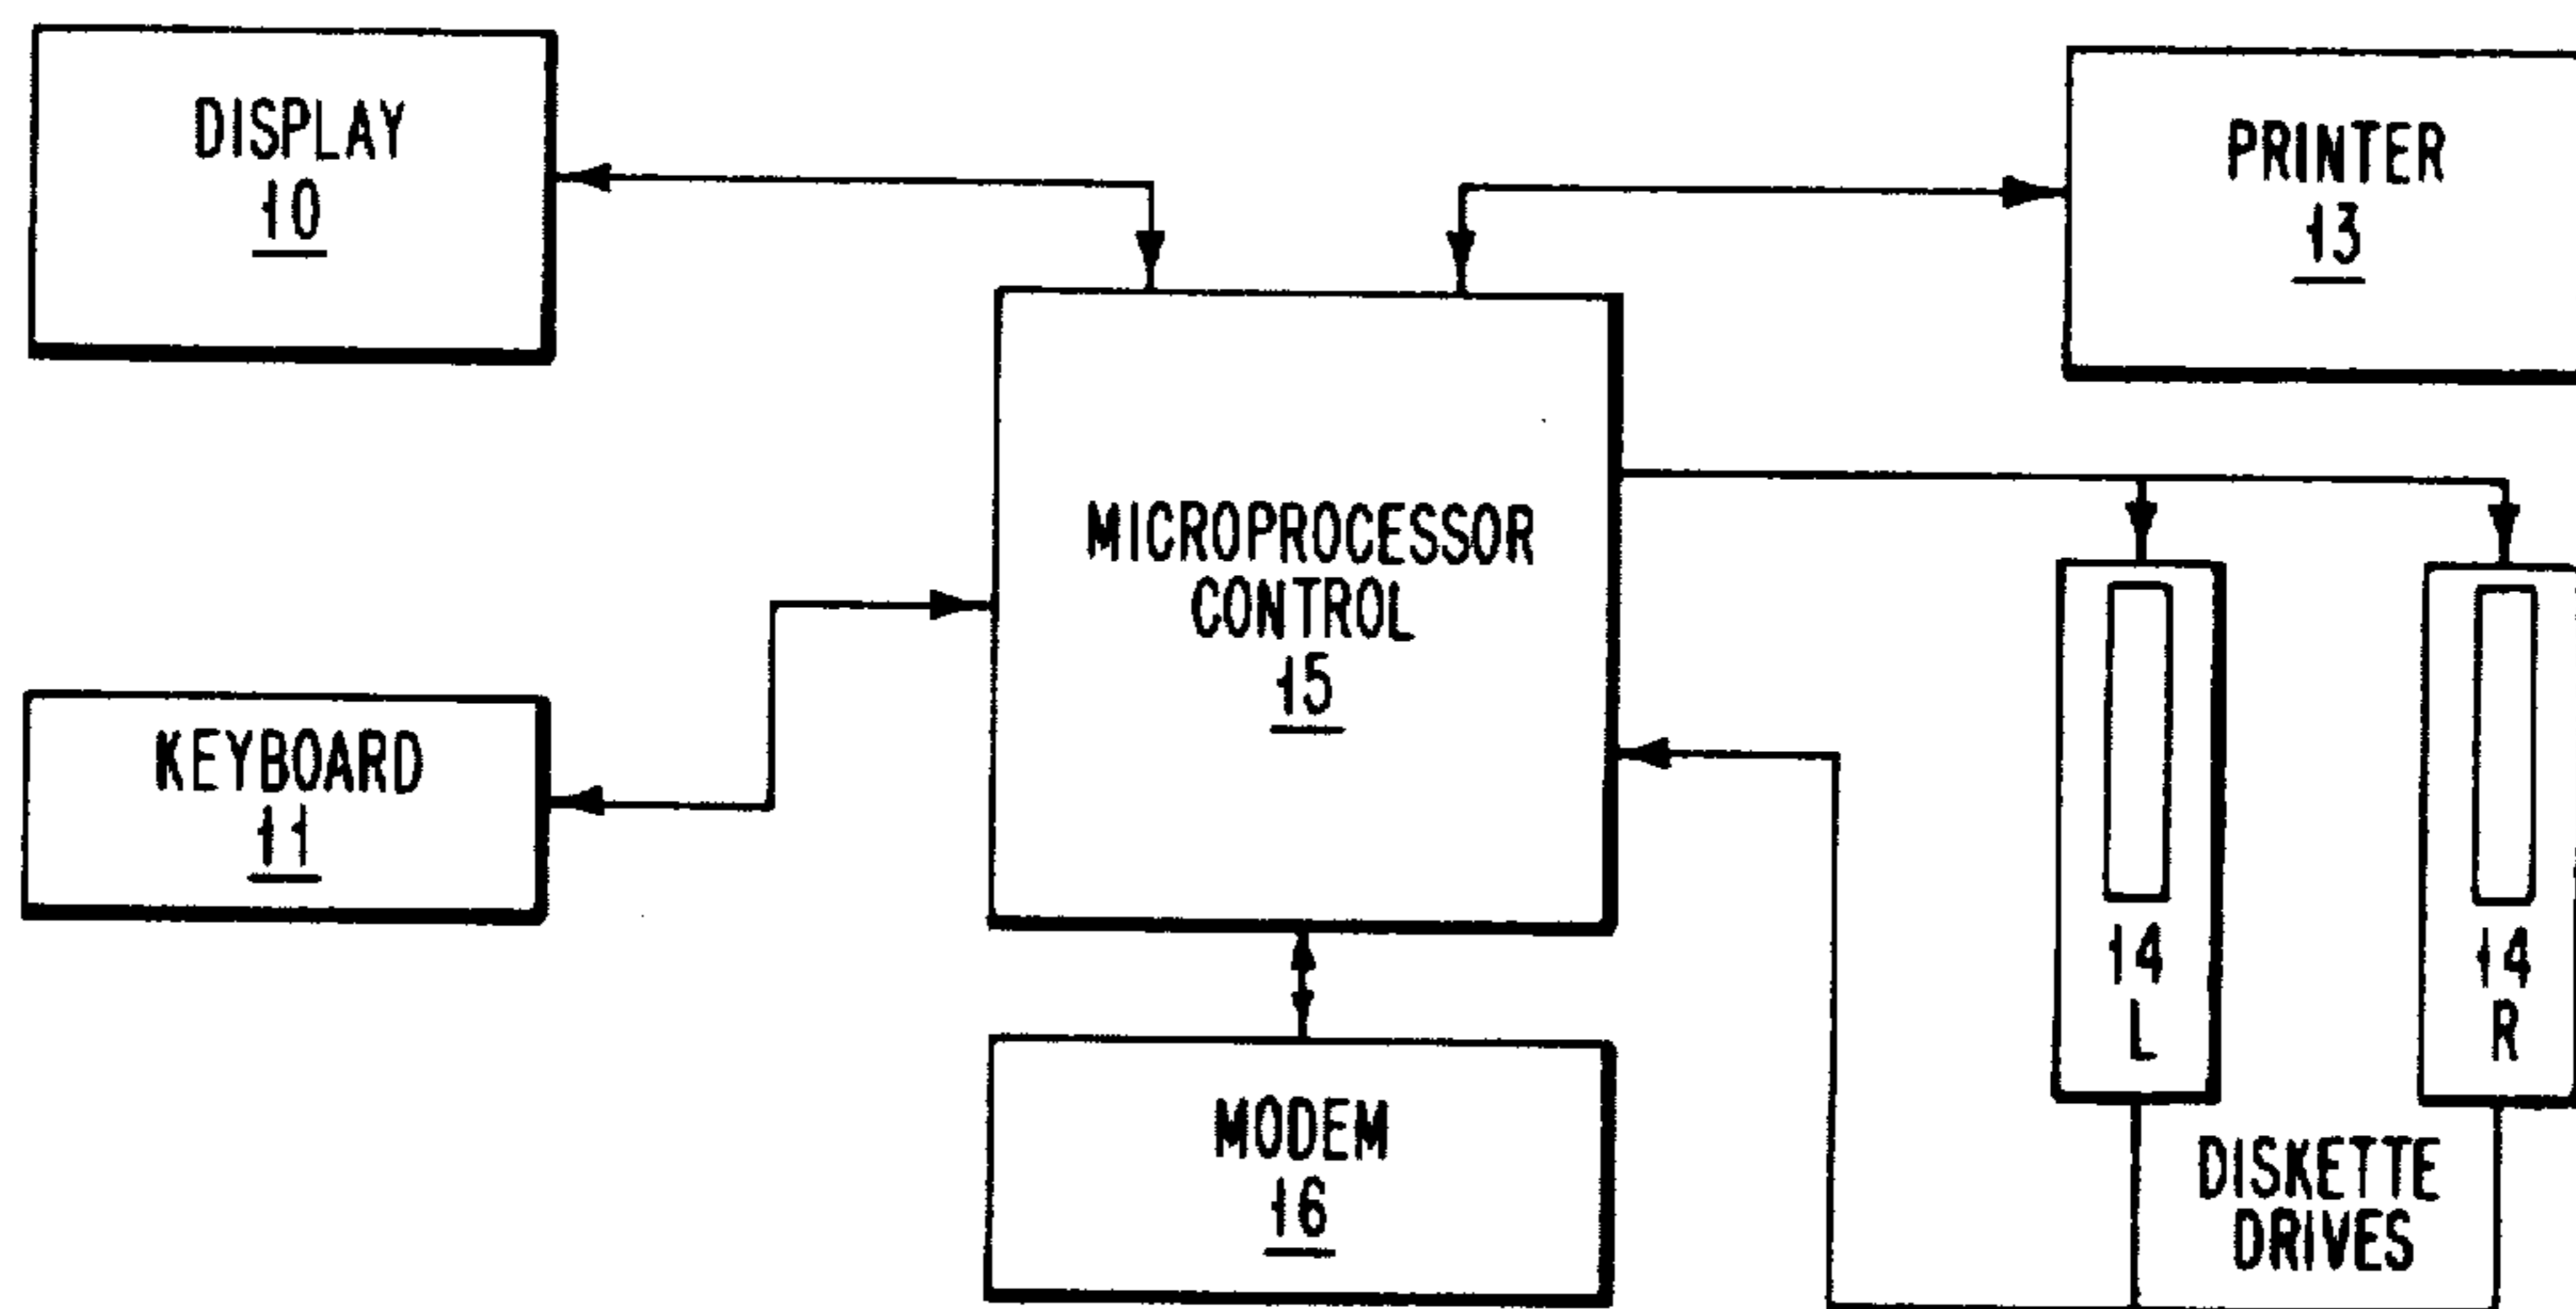 DISPLAY
10
PRINTER
13
MICROPROCESSOR
CONTROL
15
KEYBOARD
11
14
L
14
R
MODEM
16
DISKETTE
DRIVES